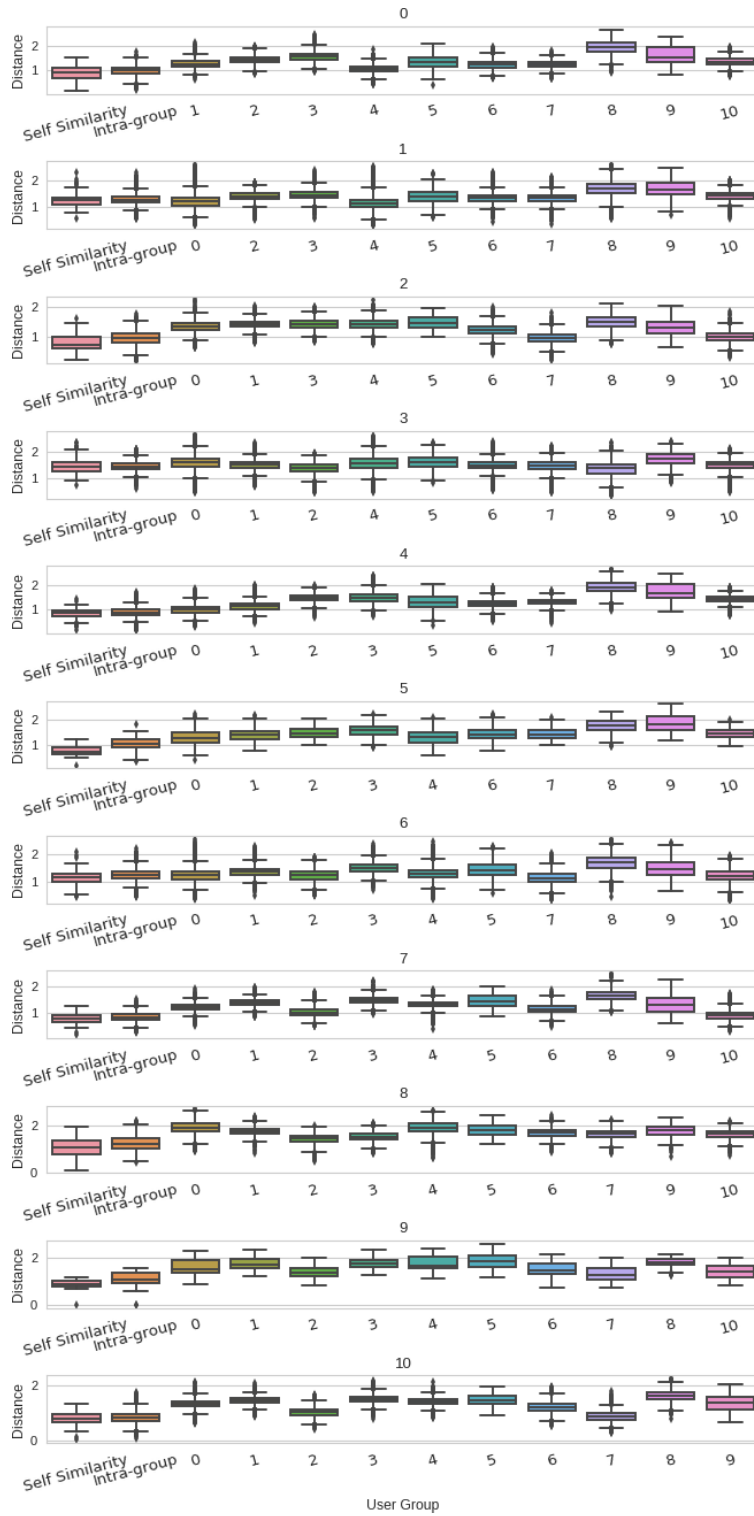 0
Distance
2
1
Self Similarity Intra-group 1 2 3 4 5 6 7 8 9 10
1
Distance
2
1
Self Similarity Intra-group 0 2 3 4 5 6 7 8 9 10
2
Distance
2
1
Self Similarity Intra-group 0 1 3 4 5 6 7 8 9 10
3
Distance
2
1
Self Similarity Intra-group 0 1 2 4 5 6 7 8 9 10
4
Distance
2
1
Self Similarity Intra-group 0 1 2 3 5 6 7 8 9 10
5
Distance
2
1
Self Similarity Intra-group 0 1 2 3 4 6 7 8 9 10
6
Distance
2
1
Self Similarity Intra-group 0 1 2 3 4 5 7 8 9 10
7
Distance
2
1
Self Similarity Intra-group 0 1 2 3 4 5 6 8 9 10
8
Distance
2
0
Self Similarity Intra-group 0 1 2 3 4 5 6 7 9 10
9
Distance
2
0
Self Similarity Intra-group 0 1 2 3 4 5 6 7 8 10
10
Distance
2
0
Self Similarity Intra-group 0 1 2 3 4 5 6 7 8 9
User Group